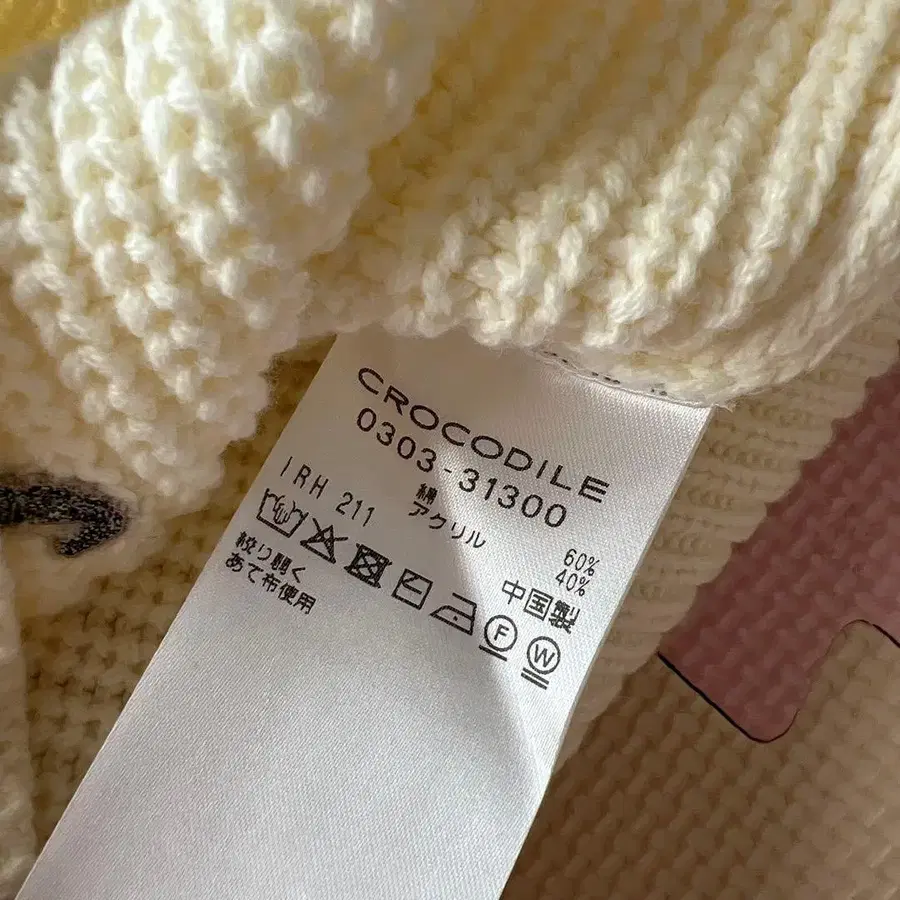 CROCODILE
0303-31300
IRH 211
綿 60%
アクリル 40%
中国製
絞り弱く
あて布使用
F
W